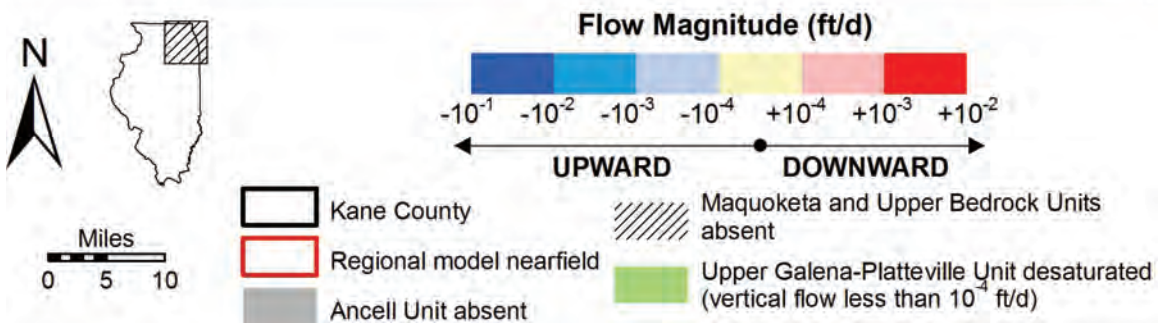 Flow Magnitude (ft/d)
N
-10⁻¹ -10⁻² -10⁻³ -10⁻⁴ +10⁻⁴ +10⁻³ +10⁻²
UPWARD DOWNWARD
Miles
0 5 10
Kane County
Regional model nearfield
Ancell Unit absent
Maquoketa and Upper Bedrock Units
absent
Upper Galena-Platteville Unit desaturated
(vertical flow less than 10⁻⁴ ft/d)